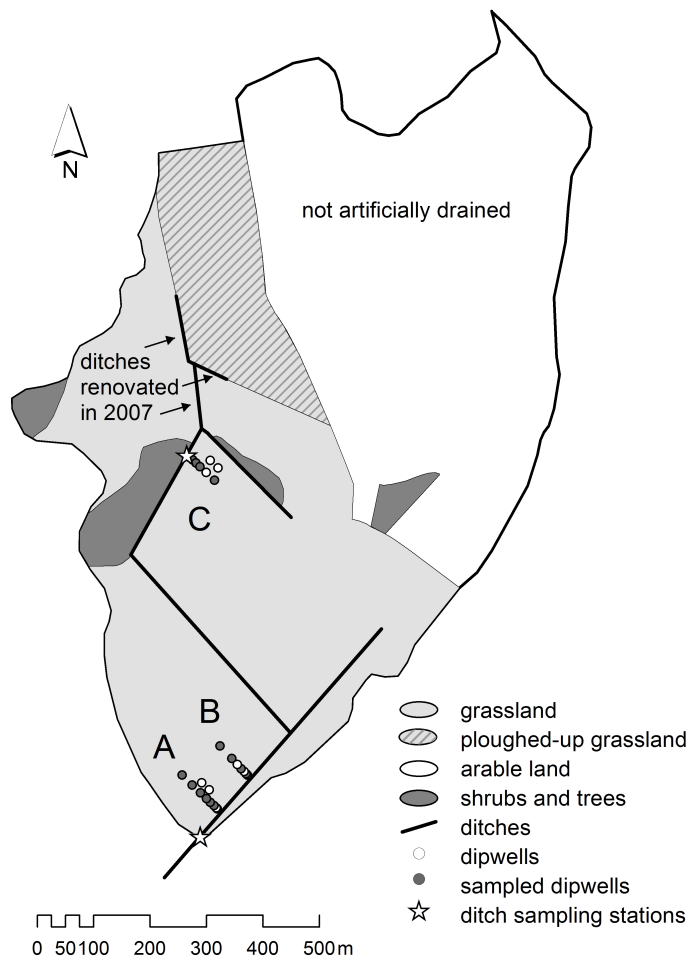 N
not artificially drained
ditches
renovated
in 2007
C
B
A
grassland
ploughed-up grassland
arable land
shrubs and trees
ditches
dipwells
sampled dipwells
ditch sampling stations
0 50 100 200 300 400 500 m